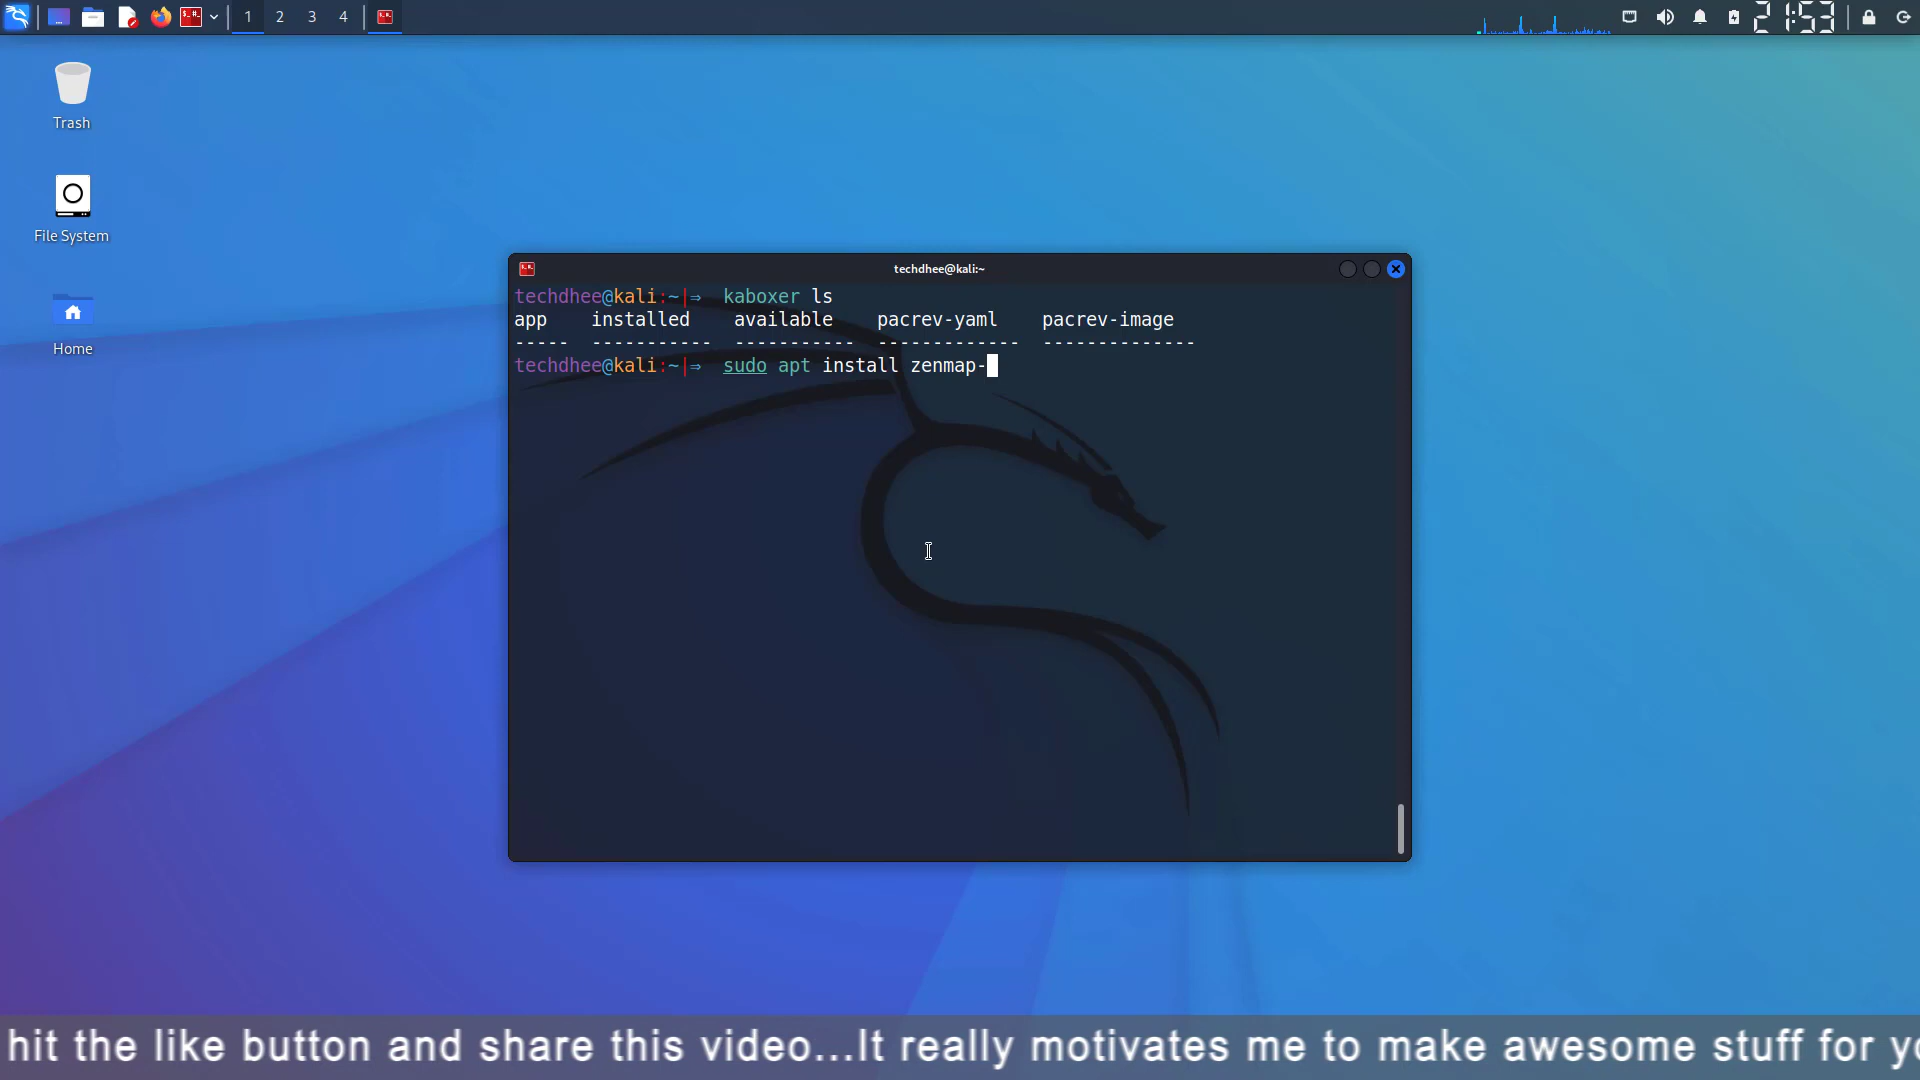 1 2 3 4 21:53
Trash
File System
Home
techdhee@kali:~
techdhee@kali:~|⇒ kaboxer ls
app installed available pacrev-yaml pacrev-image
----- ----------- ----------- ------------- --------------
techdhee@kali:~|⇒ sudo apt install zenmap-
hit the like button and share this video...It really motivates me to make awesome stuff for yo